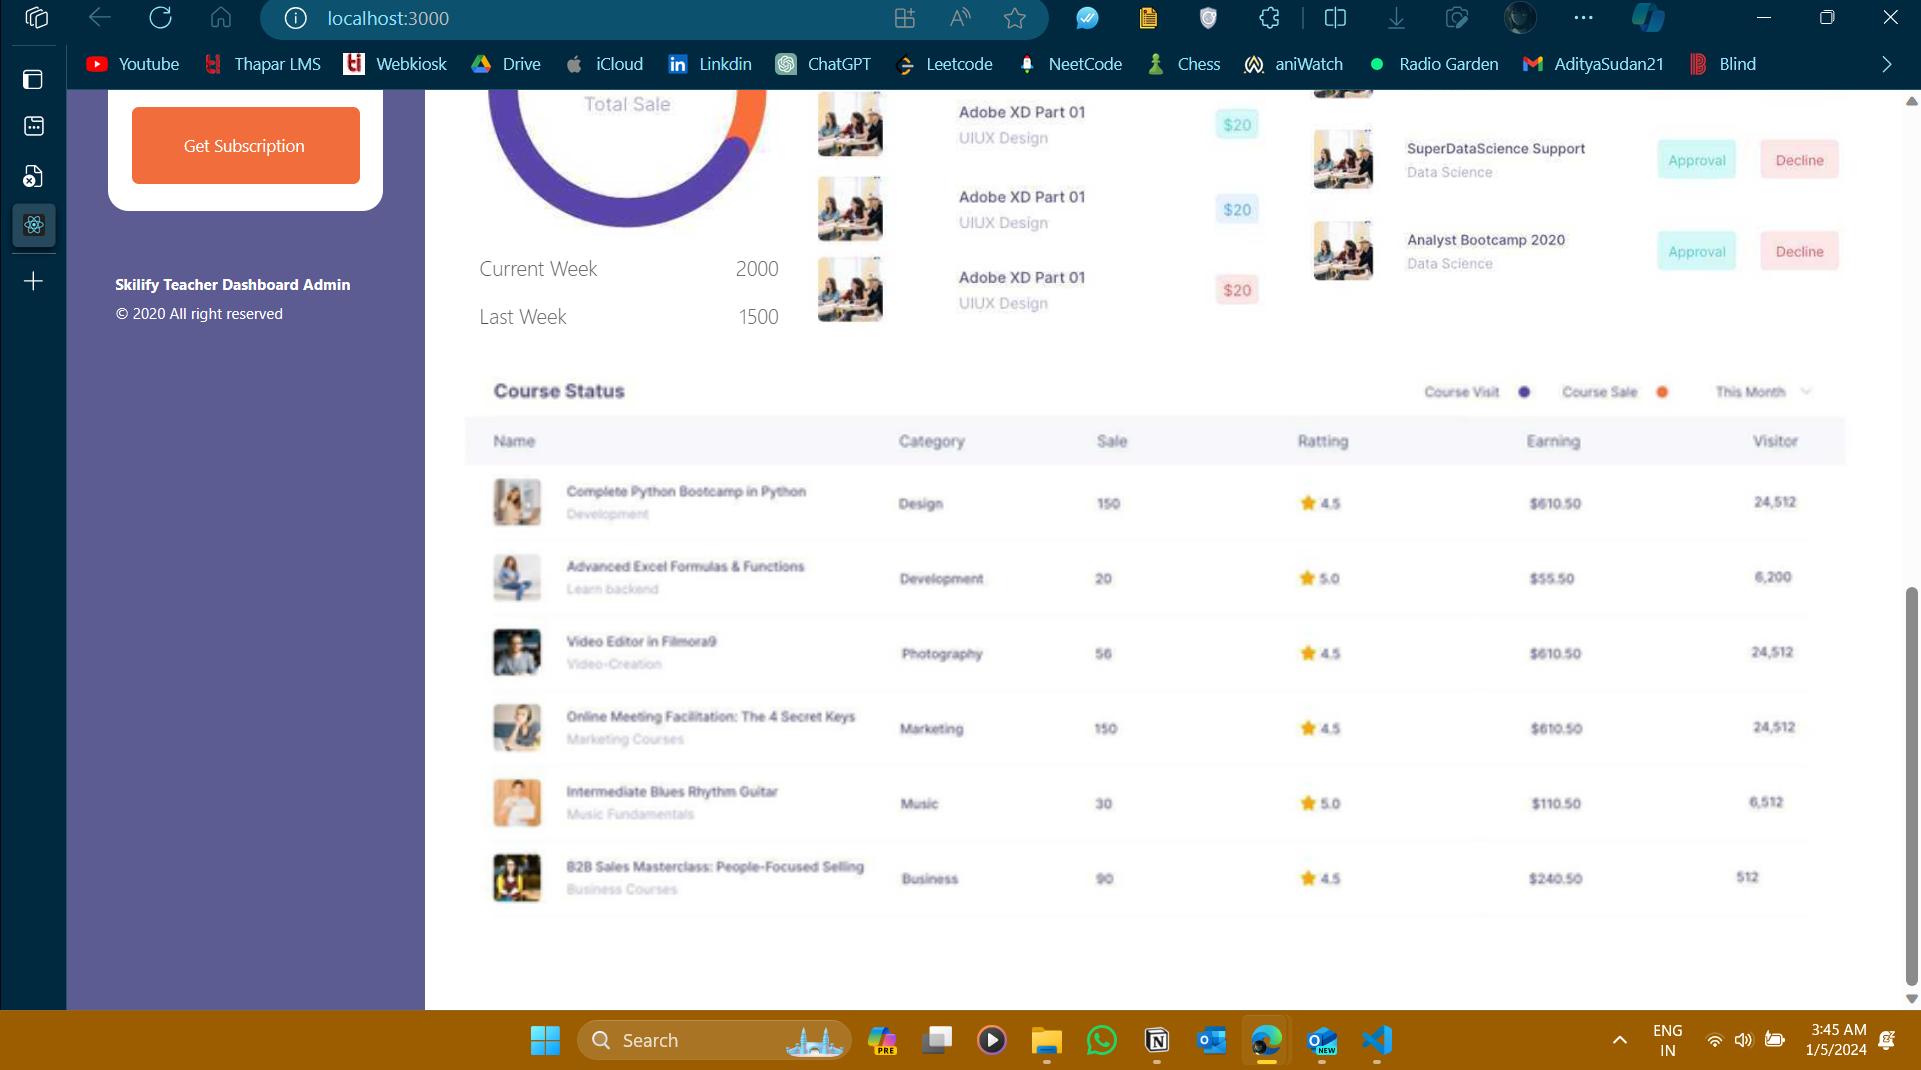 localhost:3000
Youtube Thapar LMS Webkiosk Drive iCloud Linkdin ChatGPT Leetcode NeetCode Chess aniWatch Radio Garden AdityaSudan21 Blind
Get Subscription
Skilify Teacher Dashboard Admin
© 2020 All right reserved
Total Sale
Current Week 2000
Last Week 1500
Adobe XD Part 01
UIUX Design
$20
Adobe XD Part 01
UIUX Design
$20
Adobe XD Part 01
UIUX Design
$20
SuperDataScience Support
Data Science
Approval Decline
Analyst Bootcamp 2020
Data Science
Approval Decline
Course Status Course Visit Course Sale This Month
Name Category Sale Ratting Earning Visitor
Complete Python Bootcamp in Python
Development
Design 150 4.5 $610.50 24,512
Advanced Excel Formulas & Functions
Learn backend
Development 20 5.0 $55.50 6,200
Video Editor in Filmora9
Video-Creation
Photography 56 4.5 $610.50 24,512
Online Meeting Facilitation: The 4 Secret Keys
Marketing Courses
Marketing 150 4.5 $610.50 24,512
Intermediate Blues Rhythm Guitar
Music Fundamentals
Music 30 5.0 $110.50 6,512
B2B Sales Masterclass: People-Focused Selling
Business Courses
Business 90 4.5 $240.50 512
Search
PRE
NEW
ENG
IN
3:45 AM
1/5/2024